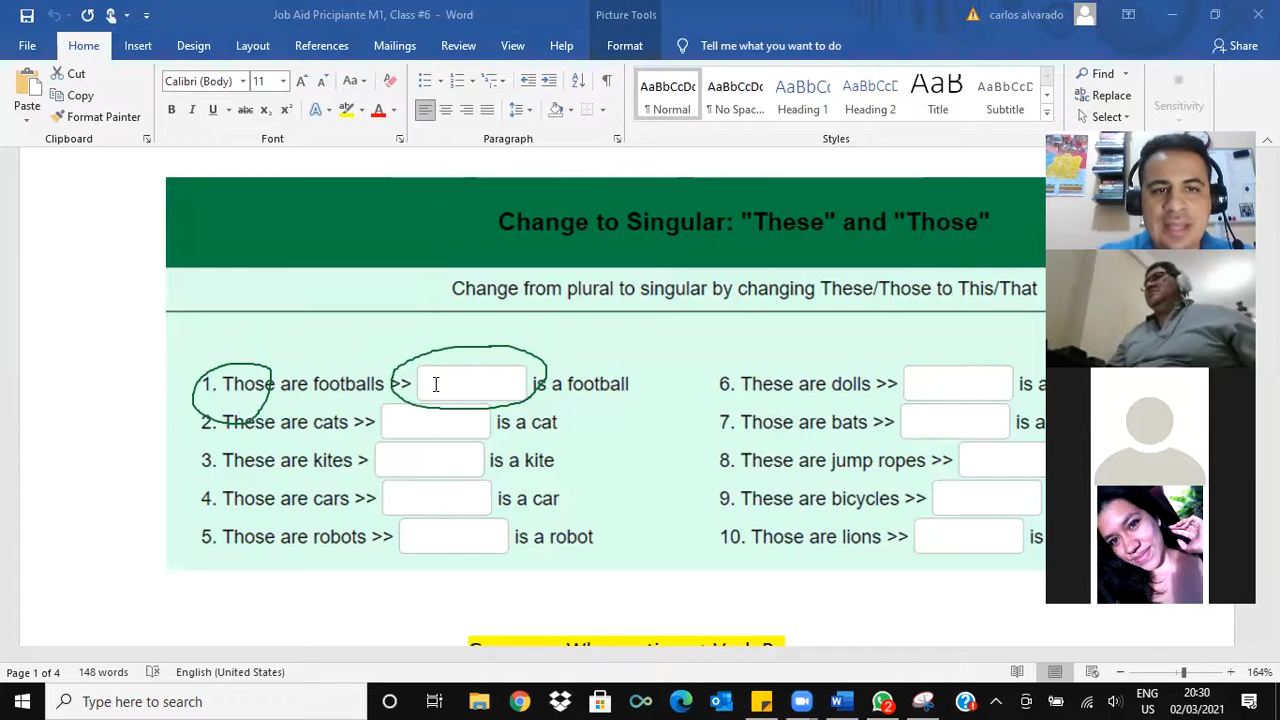 Job Aid Pricipiante M1, Class #6 - Word
Picture Tools
carlos alvarado
File Home Insert Design Layout References Mailings Review View Help Format Tell me what you want to do Share
Paste
Cut
Copy
Format Painter
Clipboard
Calibri (Body) 11
Font
Paragraph
AaBbCcDc AaBbCcDc AaBbCc AaBbCcD AaB AaBbCcC
¶ Normal ¶ No Spac... Heading 1 Heading 2 Title Subtitle
Styles
Find
Replace
Select
Sensitivity
Change to Singular: "These" and "Those"
Change from plural to singular by changing These/Those to This/That
1. Those are footballs >> is a football
2. These are cats >> is a cat
3. These are kites > is a kite
4. Those are cars >> is a car
5. Those are robots >> is a robot
6. These are dolls >> is a
7. Those are bats >> is a
8. These are jump ropes >>
9. These are bicycles >>
10. Those are lions >> is
Page 1 of 4 148 words English (United States) 164%
Type here to search
2
ENG
US
20:30
02/03/2021